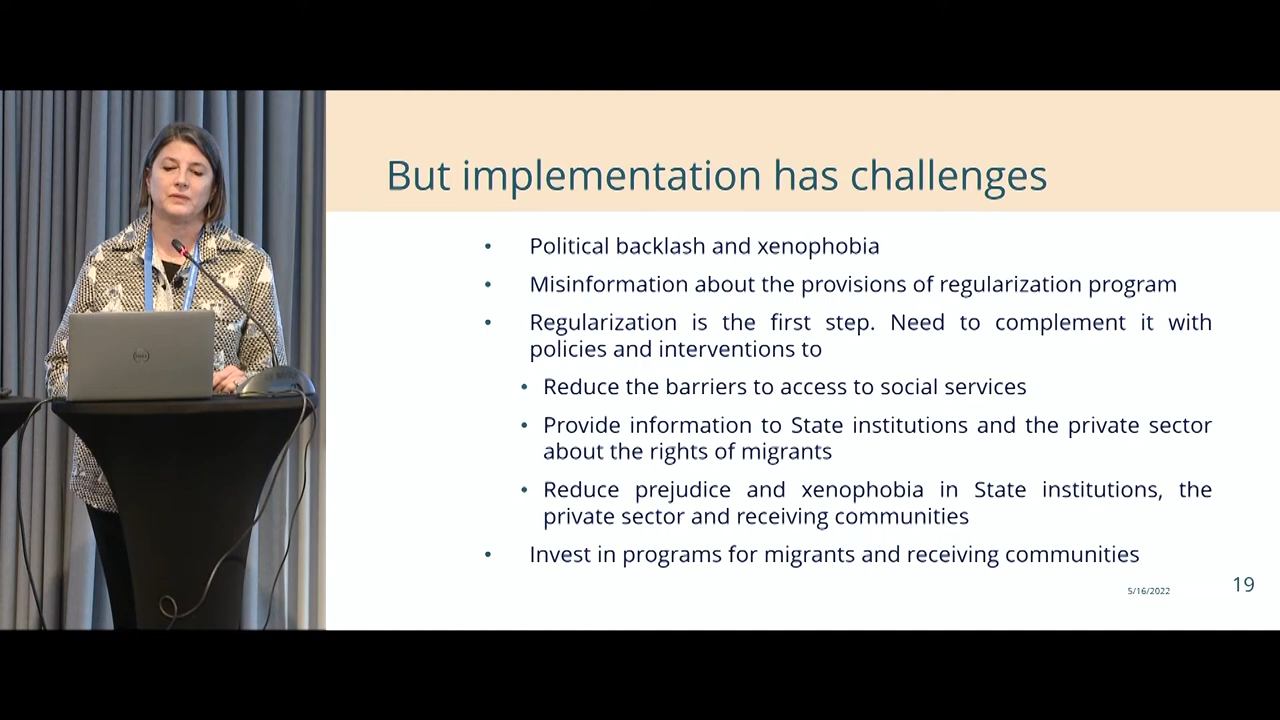 But implementation has challenges
• Political backlash and xenophobia
• Misinformation about the provisions of regularization program
• Regularization is the first step. Need to complement it with
policies and interventions to
• Reduce the barriers to access to social services
• Provide information to State institutions and the private sector
about the rights of migrants
• Reduce prejudice and xenophobia in State institutions, the
private sector and receiving communities
• Invest in programs for migrants and receiving communities
5/16/2022
19
DELL